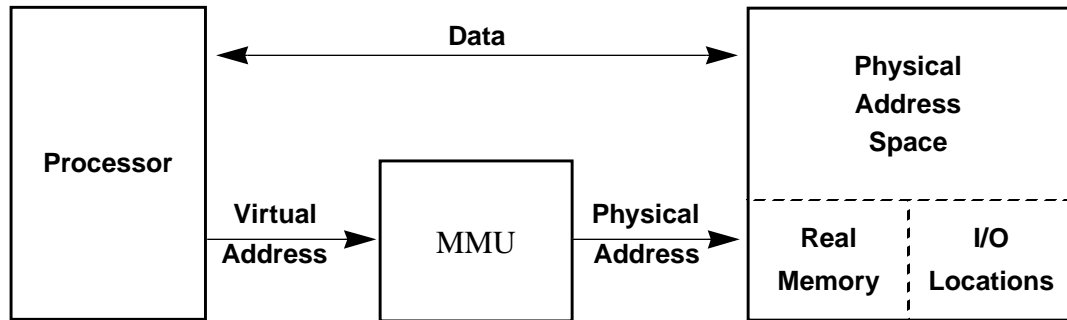 Data
Physical
Address
Space
Processor
Virtual
Address
MMU
Physical
Address
Real
Memory
I/O
Locations